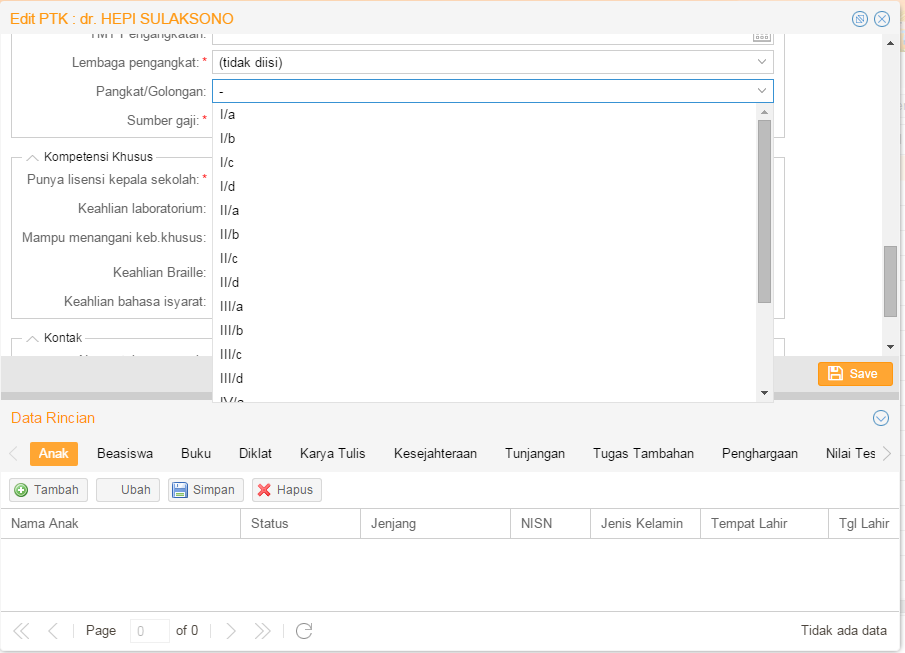 Edit PTK : dr. HEPI SULAKSONO
TMT Pengangkatan:
Lembaga pengangkat: * (tidak diisi)
Pangkat/Golongan: -
I/a
Sumber gaji: *
I/b
Kompetensi Khusus
I/c
Punya lisensi kepala sekolah: *
I/d
Keahlian laboratorium: II/a
Mampu menangani keb.khusus: II/b
II/c
Keahlian Braille:
II/d
Keahlian bahasa isyarat: III/a
III/b
Kontak
III/c
III/d
Save
IV/a
Data Rincian
Anak Beasiswa Buku Diklat Karya Tulis Kesejahteraan Tunjangan Tugas Tambahan Penghargaan Nilai Tes
Tambah Ubah Simpan Hapus
Nama Anak Status Jenjang NISN Jenis Kelamin Tempat Lahir Tgl Lahir
Page 0 of 0 Tidak ada data